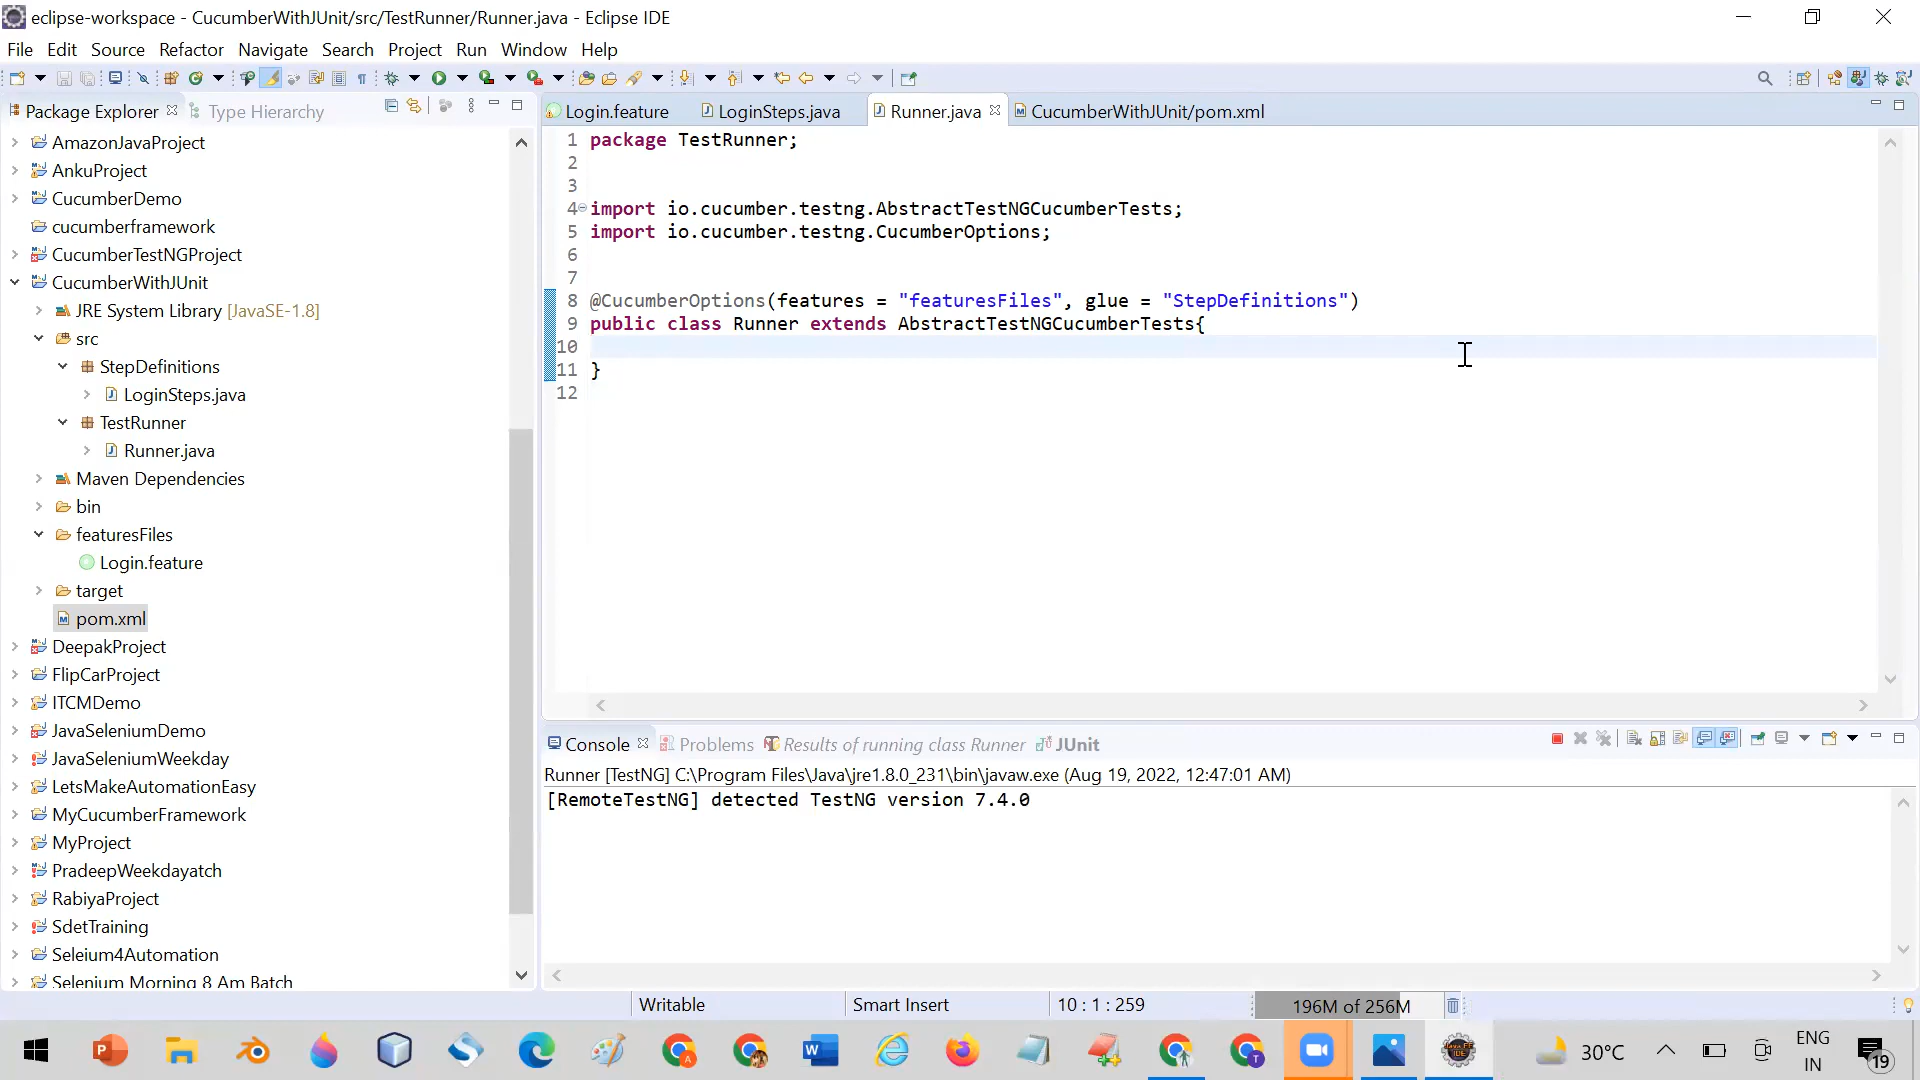 eclipse-workspace - CucumberWithJUnit/src/TestRunner/Runner.java - Eclipse IDE
File Edit Source Refactor Navigate Search Project Run Window Help
Package Explorer Type Hierarchy
Login.feature LoginSteps.java Runner.java CucumberWithJUnit/pom.xml
AmazonJavaProject
AnkuProject
CucumberDemo
cucumberframework
CucumberTestNGProject
CucumberWithJUnit
JRE System Library [JavaSE-1.8]
src
StepDefinitions
LoginSteps.java
TestRunner
Runner.java
Maven Dependencies
bin
featuresFiles
Login.feature
target
pom.xml
DeepakProject
FlipCarProject
ITCMDemo
JavaSeleniumDemo
JavaSeleniumWeekday
LetsMakeAutomationEasy
MyCucumberFramework
MyProject
PradeepWeekdayatch
RabiyaProject
SdetTraining
Seleium4Automation
Selenium Morning 8 Am Batch
1 package TestRunner;
2
3
4 import io.cucumber.testng.AbstractTestNGCucumberTests;
5 import io.cucumber.testng.CucumberOptions;
6
7
8 @CucumberOptions(features = "featuresFiles", glue = "StepDefinitions")
9 public class Runner extends AbstractTestNGCucumberTests{
10
11 }
12
Console Problems Results of running class Runner JUnit
Runner [TestNG] C:\Program Files\Java\jre1.8.0_231\bin\javaw.exe (Aug 19, 2022, 12:47:01 AM)
[RemoteTestNG] detected TestNG version 7.4.0
Writable Smart Insert 10 : 1 : 259 196M of 256M
30°C
ENG
IN
19